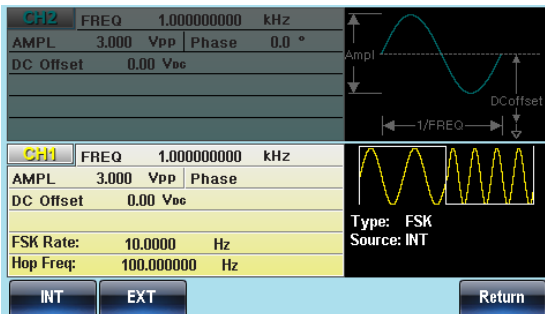 CH2 FREQ 1.000000000 kHz
AMPL 3.000 Vpp Phase 0.0 °
DC Offset 0.00 VDC
Ampl
DCoffset
1/FREQ
CH1 FREQ 1.000000000 kHz
AMPL 3.000 Vpp Phase
DC Offset 0.00 VDC
FSK Rate: 10.0000 Hz
Hop Freq: 100.000000 Hz
Type: FSK
Source: INT
INT EXT Return